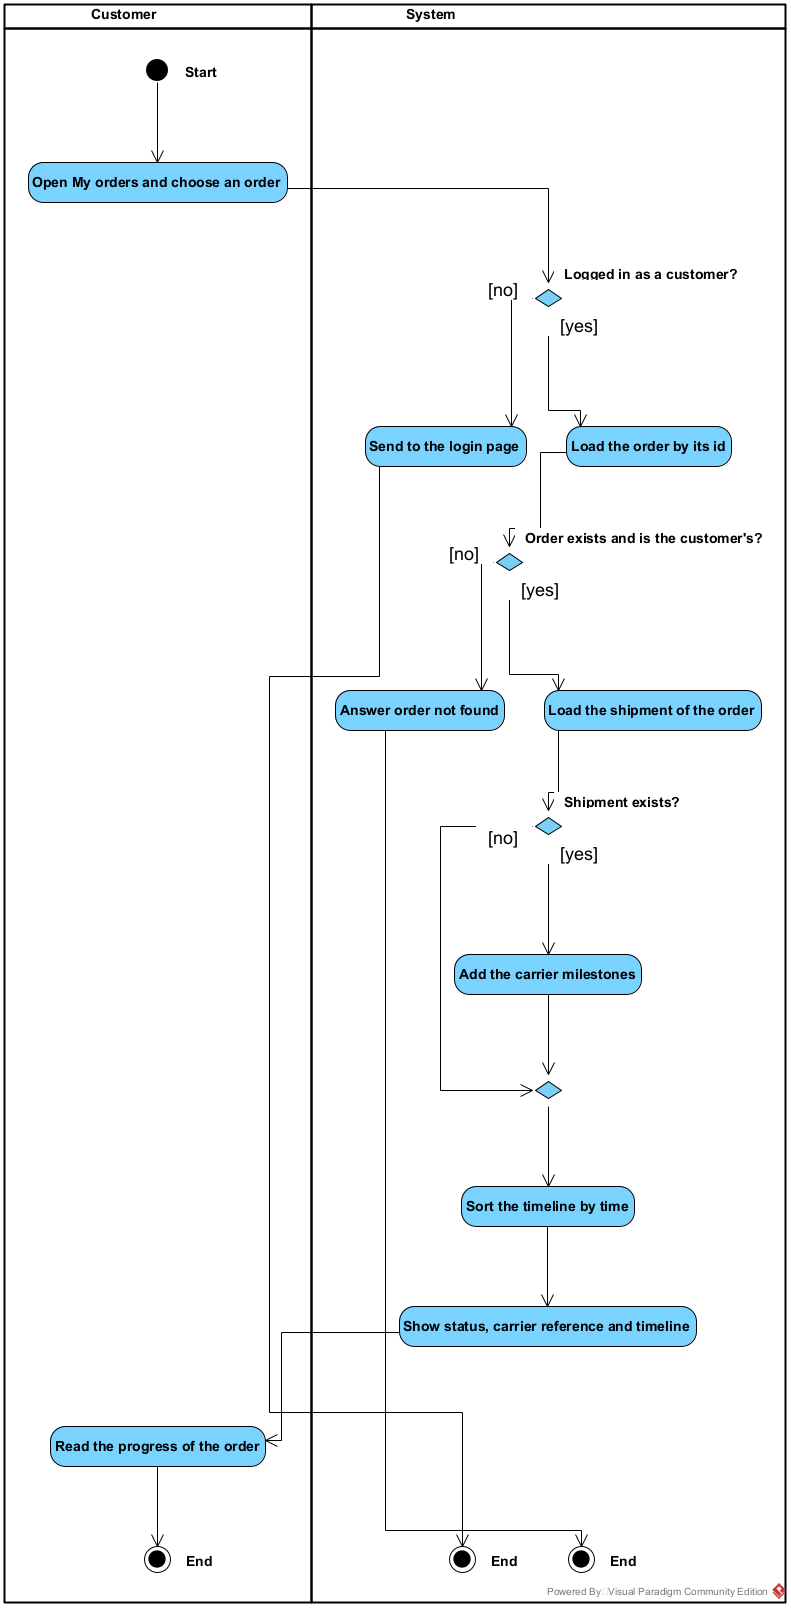 Customer
System
Start
Open My orders and choose an order
Logged in as a customer?
[no]
[yes]
Send to the login page
Load the order by its id
Order exists and is the customer's?
[no]
[yes]
Answer order not found
Load the shipment of the order
Shipment exists?
[no]
[yes]
Add the carrier milestones
Sort the timeline by time
Show status, carrier reference and timeline
Read the progress of the order
End
End
End
Powered By Visual Paradigm Community Edition